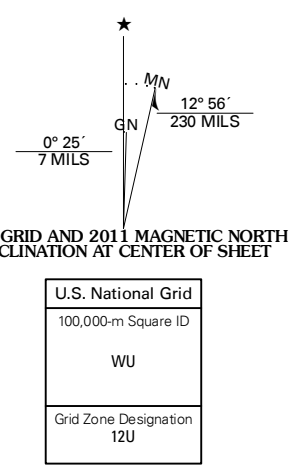 ★
MN
GN
12° 56´
230 MILS
0° 25´
7 MILS
GRID AND 2011 MAGNETIC NORTH
CLINATION AT CENTER OF SHEET
U.S. National Grid
100,000-m Square ID
WU
Grid Zone Designation
12U